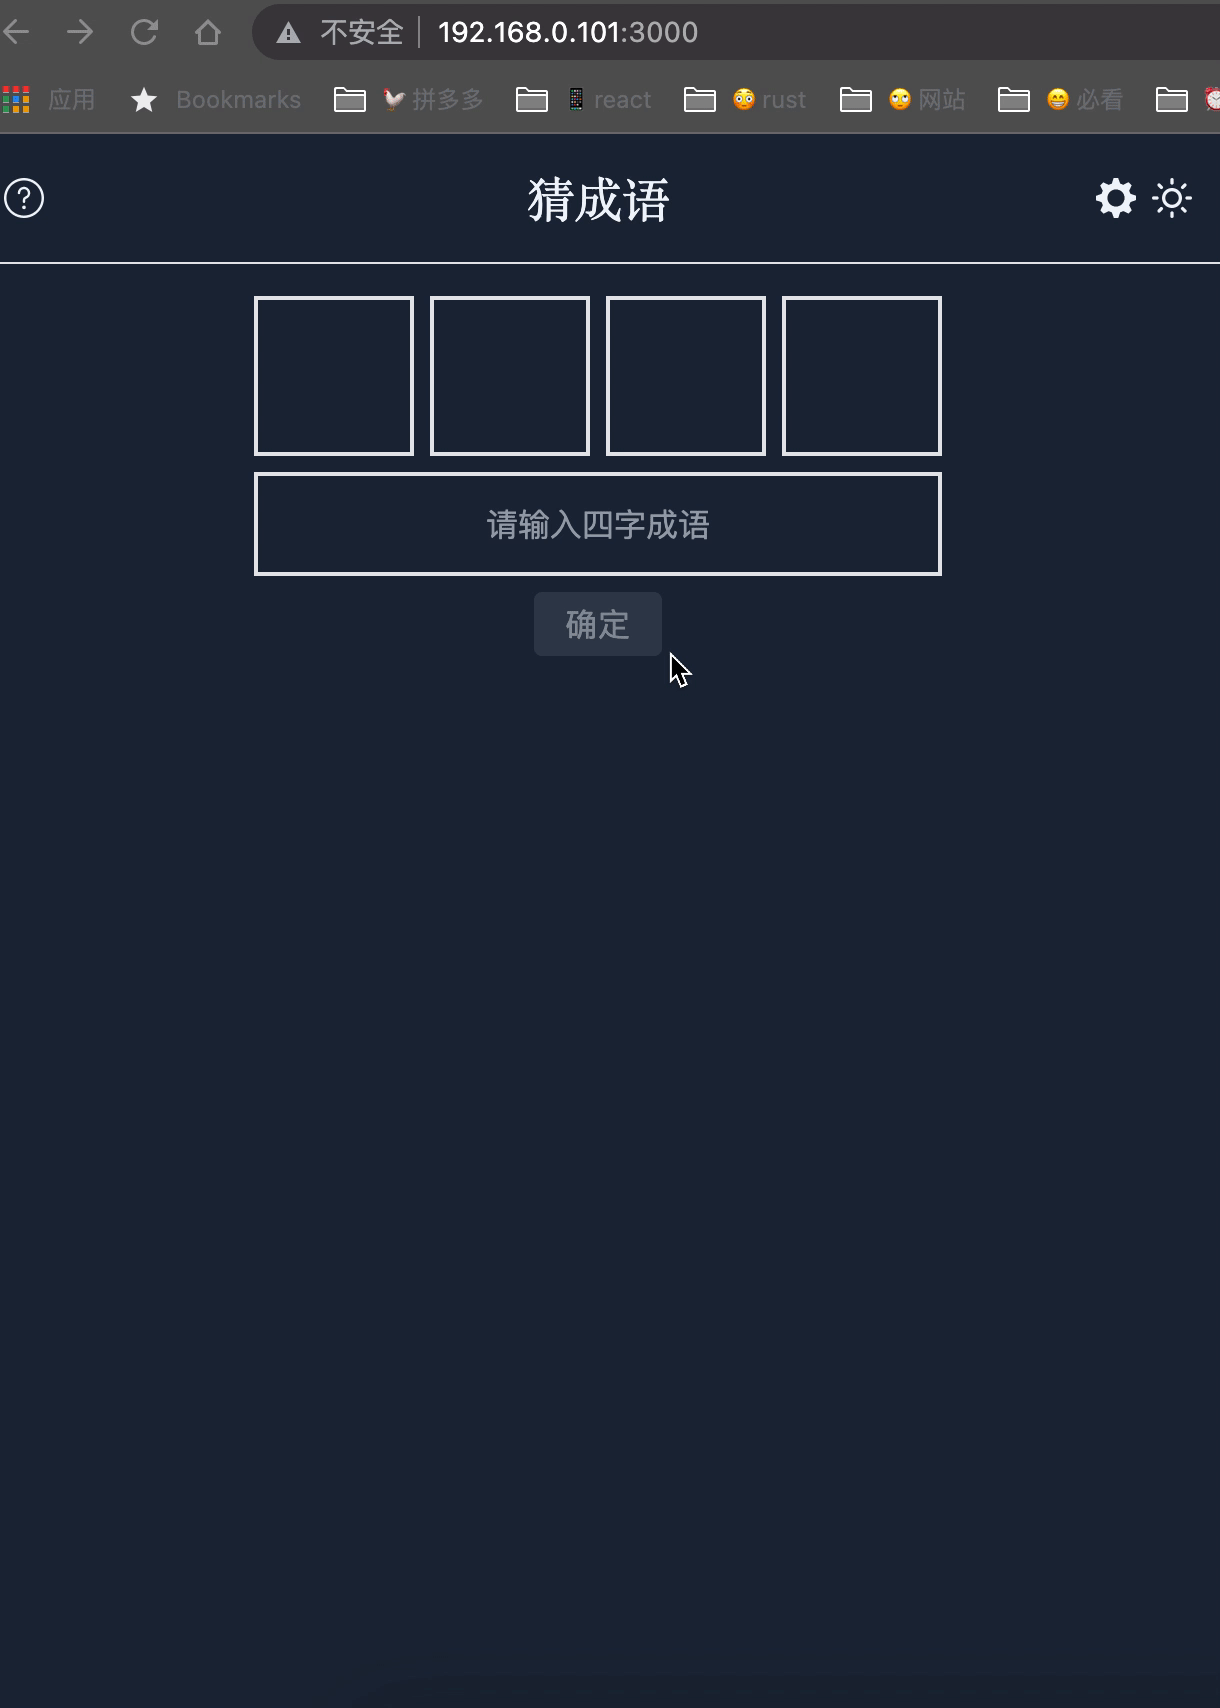 不安全 192.168.0.101:3000
应用 Bookmarks 拼多多 react rust 网站 必看
猜成语
请输入四字成语
确定